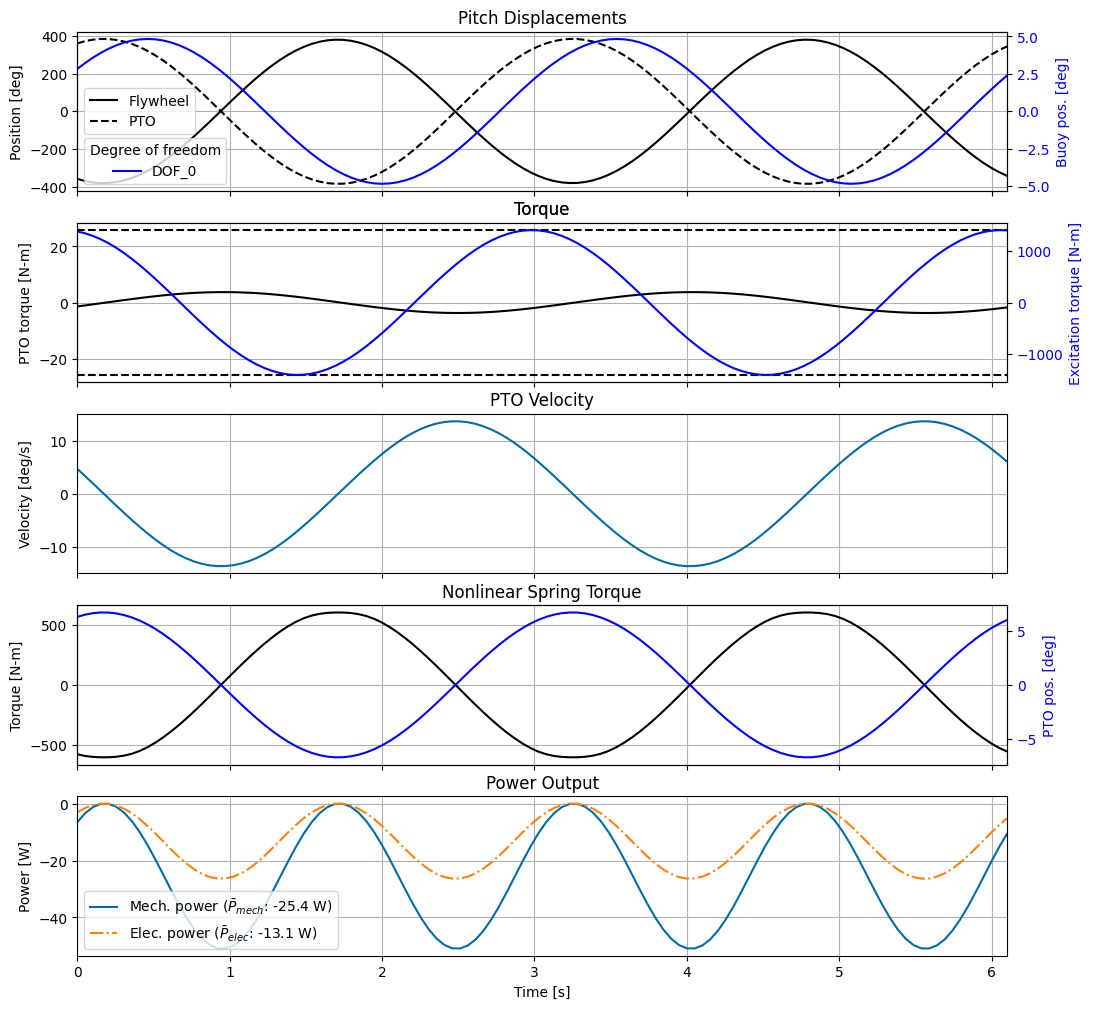 Pitch Displacements
Position [deg]
400
200
0
−200
−400
Flywheel
PTO
Degree of freedom
DOF_0
5.0
2.5
0.0
−2.5
−5.0
Buoy pos. [deg]
Torque
PTO torque [N-m]
20
0
−20
1000
0
−1000
Excitation torque [N-m]
PTO Velocity
Velocity [deg/s]
10
0
−10
Nonlinear Spring Torque
Torque [N-m]
500
0
−500
5
0
−5
PTO pos. [deg]
Power Output
Power [W]
0
−20
−40
Mech. power (P̄mech: -25.4 W)
Elec. power (P̄elec: -13.1 W)
0 1 2 3 4 5 6
Time [s]